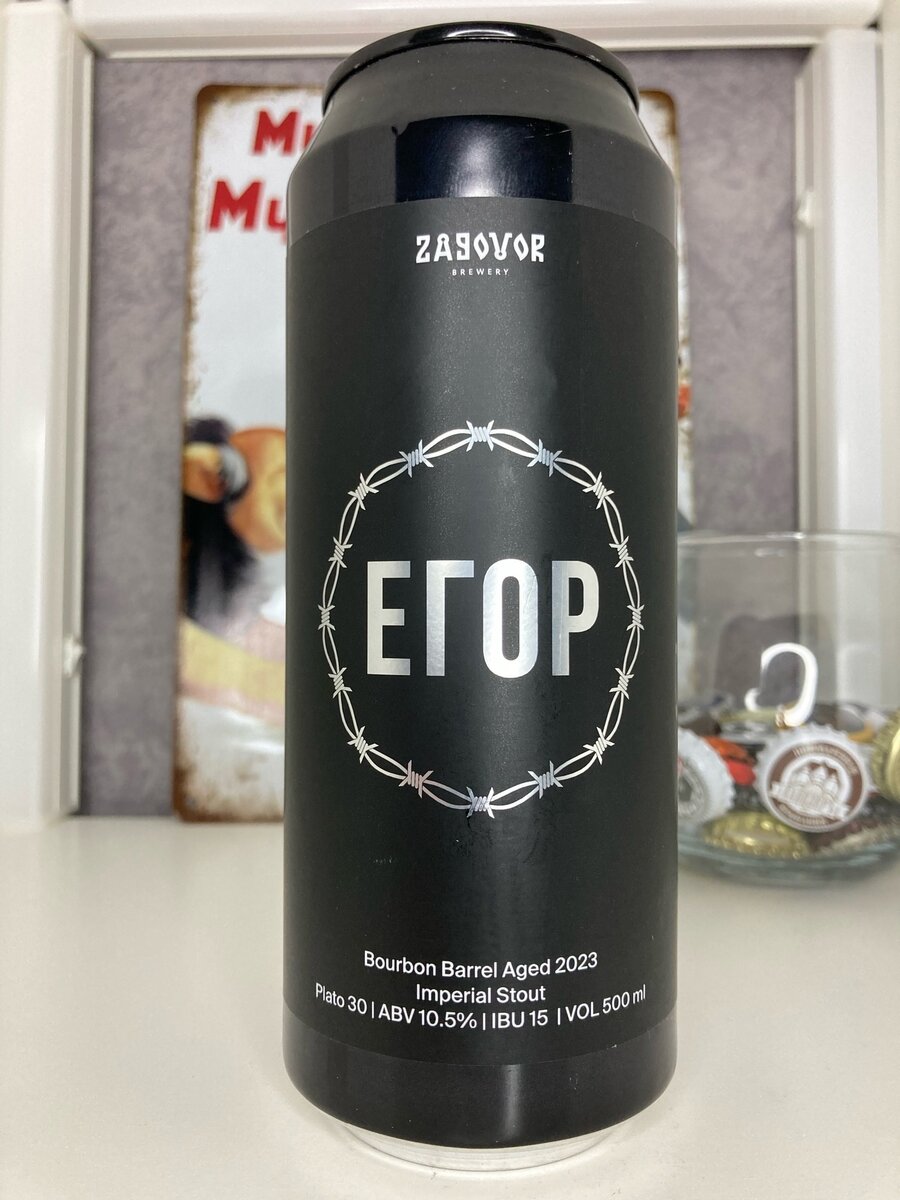 ZAGOVOR
BREWERY
ЕГОР
Bourbon Barrel Aged 2023
Imperial Stout
Plato 30 | ABV 10.5% | IBU 15 | VOL 500 ml